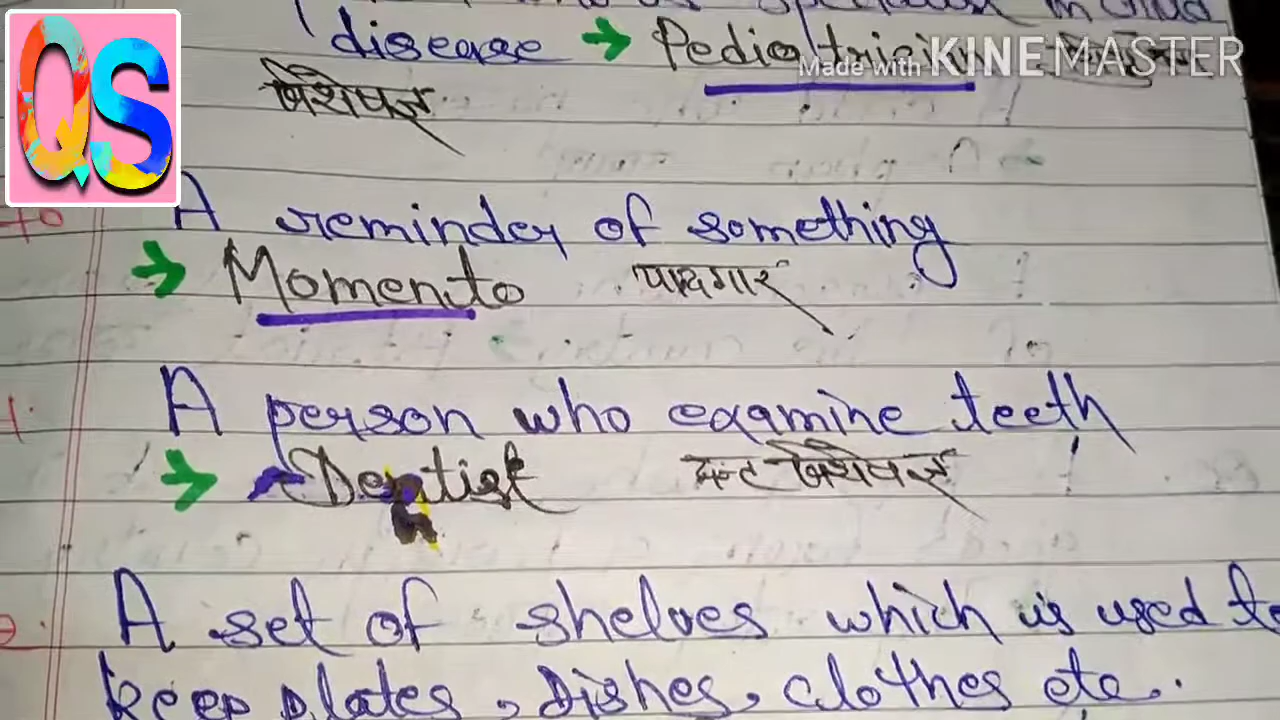 QS
disease → Pediatricin
Made with KINEMASTER
विशेषज्ञ
A reminder of something
→ Momento यादगार
A person who examine teeth
→ Dentist दन्ट विशेषज्ञ
A set of shelves which is used to
keep plates, Dishes, clothes etc.